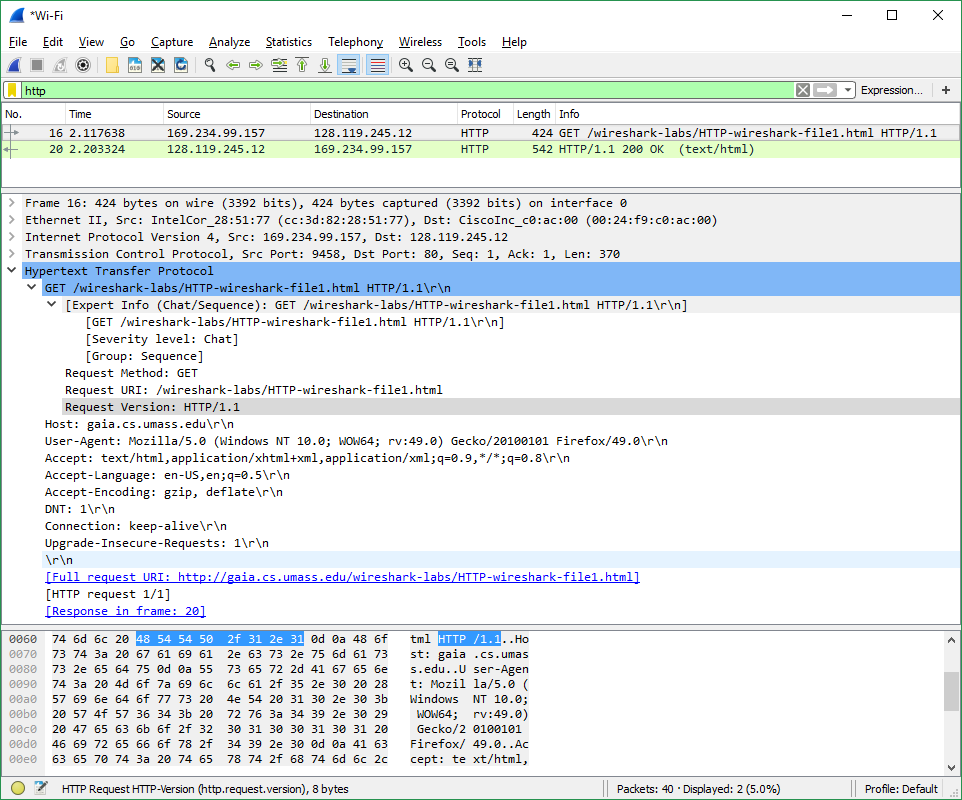 *Wi-Fi
File Edit View Go Capture Analyze Statistics Telephony Wireless Tools Help
http Expression... +
No. Time Source Destination Protocol Length Info
16 2.117638 169.234.99.157 128.119.245.12 HTTP 424 GET /wireshark-labs/HTTP-wireshark-file1.html HTTP/1.1
20 2.203324 128.119.245.12 169.234.99.157 HTTP 542 HTTP/1.1 200 OK (text/html)
Frame 16: 424 bytes on wire (3392 bits), 424 bytes captured (3392 bits) on interface 0
Ethernet II, Src: IntelCor_28:51:77 (cc:3d:82:28:51:77), Dst: CiscoInc_c0:ac:00 (00:24:f9:c0:ac:00)
Internet Protocol Version 4, Src: 169.234.99.157, Dst: 128.119.245.12
Transmission Control Protocol, Src Port: 9458, Dst Port: 80, Seq: 1, Ack: 1, Len: 370
Hypertext Transfer Protocol
GET /wireshark-labs/HTTP-wireshark-file1.html HTTP/1.1\r\n
[Expert Info (Chat/Sequence): GET /wireshark-labs/HTTP-wireshark-file1.html HTTP/1.1\r\n]
[GET /wireshark-labs/HTTP-wireshark-file1.html HTTP/1.1\r\n]
[Severity level: Chat]
[Group: Sequence]
Request Method: GET
Request URI: /wireshark-labs/HTTP-wireshark-file1.html
Request Version: HTTP/1.1
Host: gaia.cs.umass.edu\r\n
User-Agent: Mozilla/5.0 (Windows NT 10.0; WOW64; rv:49.0) Gecko/20100101 Firefox/49.0\r\n
Accept: text/html,application/xhtml+xml,application/xml;q=0.9,*/*;q=0.8\r\n
Accept-Language: en-US,en;q=0.5\r\n
Accept-Encoding: gzip, deflate\r\n
DNT: 1\r\n
Connection: keep-alive\r\n
Upgrade-Insecure-Requests: 1\r\n
\r\n
[Full request URI: http://gaia.cs.umass.edu/wireshark-labs/HTTP-wireshark-file1.html]
[HTTP request 1/1]
[Response in frame: 20]
0060 74 6d 6c 20 48 54 54 50 2f 31 2e 31 0d 0a 48 6f tml HTTP /1.1..Ho
0070 73 74 3a 20 67 61 69 61 2e 63 73 2e 75 6d 61 73 st: gaia .cs.umas
0080 73 2e 65 64 75 0d 0a 55 73 65 72 2d 41 67 65 6e s.edu..U ser-Agen
0090 74 3a 20 4d 6f 7a 69 6c 6c 61 2f 35 2e 30 20 28 t: Mozil la/5.0 (
00a0 57 69 6e 64 6f 77 73 20 4e 54 20 31 30 2e 30 3b Windows NT 10.0;
00b0 20 57 4f 57 36 34 3b 20 72 76 3a 34 39 2e 30 29 WOW64; rv:49.0)
00c0 20 47 65 63 6b 6f 2f 32 30 31 30 30 31 30 31 20 Gecko/2 0100101
00d0 46 69 72 65 66 6f 78 2f 34 39 2e 30 0d 0a 41 63 Firefox/ 49.0..Ac
00e0 63 65 70 74 3a 20 74 65 78 74 2f 68 74 6d 6c 2c cept: te xt/html,
HTTP Request HTTP-Version (http.request.version), 8 bytes Packets: 40 · Displayed: 2 (5.0%) Profile: Default